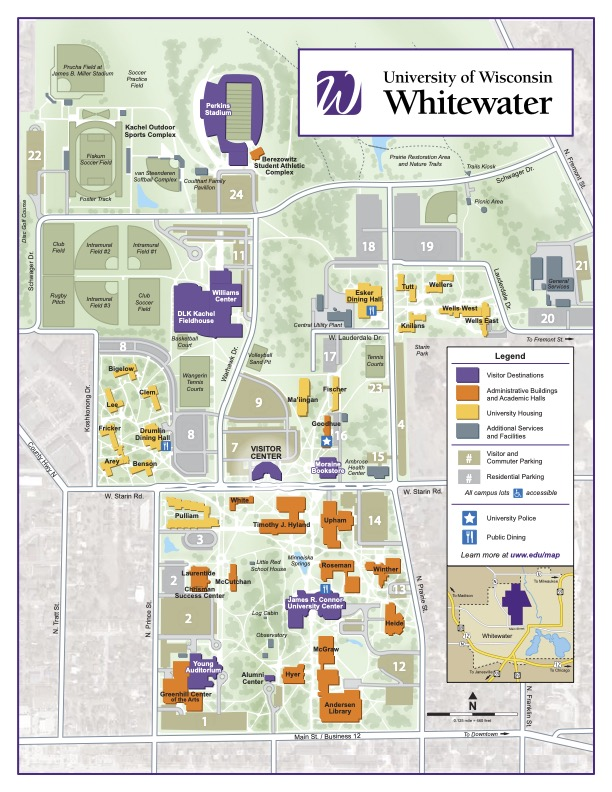 University of Wisconsin
Whitewater
Prucha Field at
James B. Miller Stadium
Soccer
Practice
Field
Perkins
Stadium
Kachel Outdoor
Sports Complex
Fiskum
Soccer Field
van Steenderen
Softball Complex
Coulthart Family
Pavilion
Berezowitz
Student Athletic
Complex
Foster Track
22
24
Disc Golf Course
Prairie Restoration Area
and Nature Trails
Trails Kiosk
Schwager Dr.
N. Fremont St.
Picnic Area
Schwager Dr.
Club
Field
Intramural
Field #2
Intramural
Field #1
Rugby
Pitch
Intramural
Field #3
Club
Soccer
Field
11
Williams
Center
DLK Kachel
Fieldhouse
18
19
21
General
Services
20
To Fremont St.
Lauderdale Dr.
Esker
Dining Hall
Central Utility Plant
Tutt
Wellers
Wells West
Wells East
Knilans
W. Lauderdale Dr.
Basketball
Court
8
Bigelow
Clem
Lee
Fricker
Drumlin
Dining Hall
Arey
Benson
8
Koshkonong Dr.
County Hwy N
Wangerin
Tennis
Courts
Warhawk Dr.
Volleyball
Sand Pit
9
7
17
Tennis
Courts
Starin
Park
23
Fischer
Ma'iingan
Goodhue
16
4
15
VISITOR
CENTER
Moraine
Bookstore
Ambrose
Health
Center
W. Starin Rd.
W. Starin Rd.
Legend
Visitor Destinations
Administrative Buildings
and Academic Halls
University Housing
Additional Services
and Facilities
# Visitor and
Commuter Parking
# Residential Parking
All campus lots accessible
University Police
Public Dining
Learn more at uww.edu/map
Pulliam
White
Timothy J. Hyland
Upham
14
3
2
Laurentide
McCutchan
Chrisman
Success Center
Little Red
School House
Minneiska
Springs
Roseman
Winther
13
James R. Connor
University Center
2
Log Cabin
Heide
Observatory
McGraw
Young
Auditorium
Alumni
Center
Hyer
12
Greenhill Center
of the Arts
Andersen
Library
1
N. Tratt St.
N. Prince St.
N. Prairie St.
N. Franklin St.
Main St. / Business 12
To Downtown
N
To Madison
To Milwaukee
Whitewater
To Janesville
To Chicago